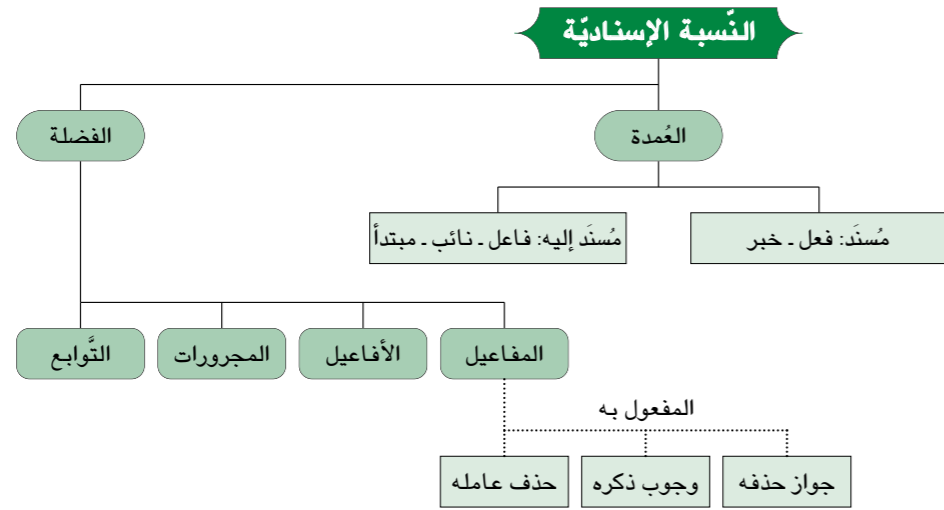 النّسبة الإسناديّة
العُمدة
الفضلة
مُسنَد: فعل ـ خبر
مُسنَد إليه: فاعل ـ نائب ـ مبتدأ
المفاعيل
الأفاعيل
المجرورات
التَّوابع
المفعول به
جواز حذفه
وجوب ذكره
حذف عامله